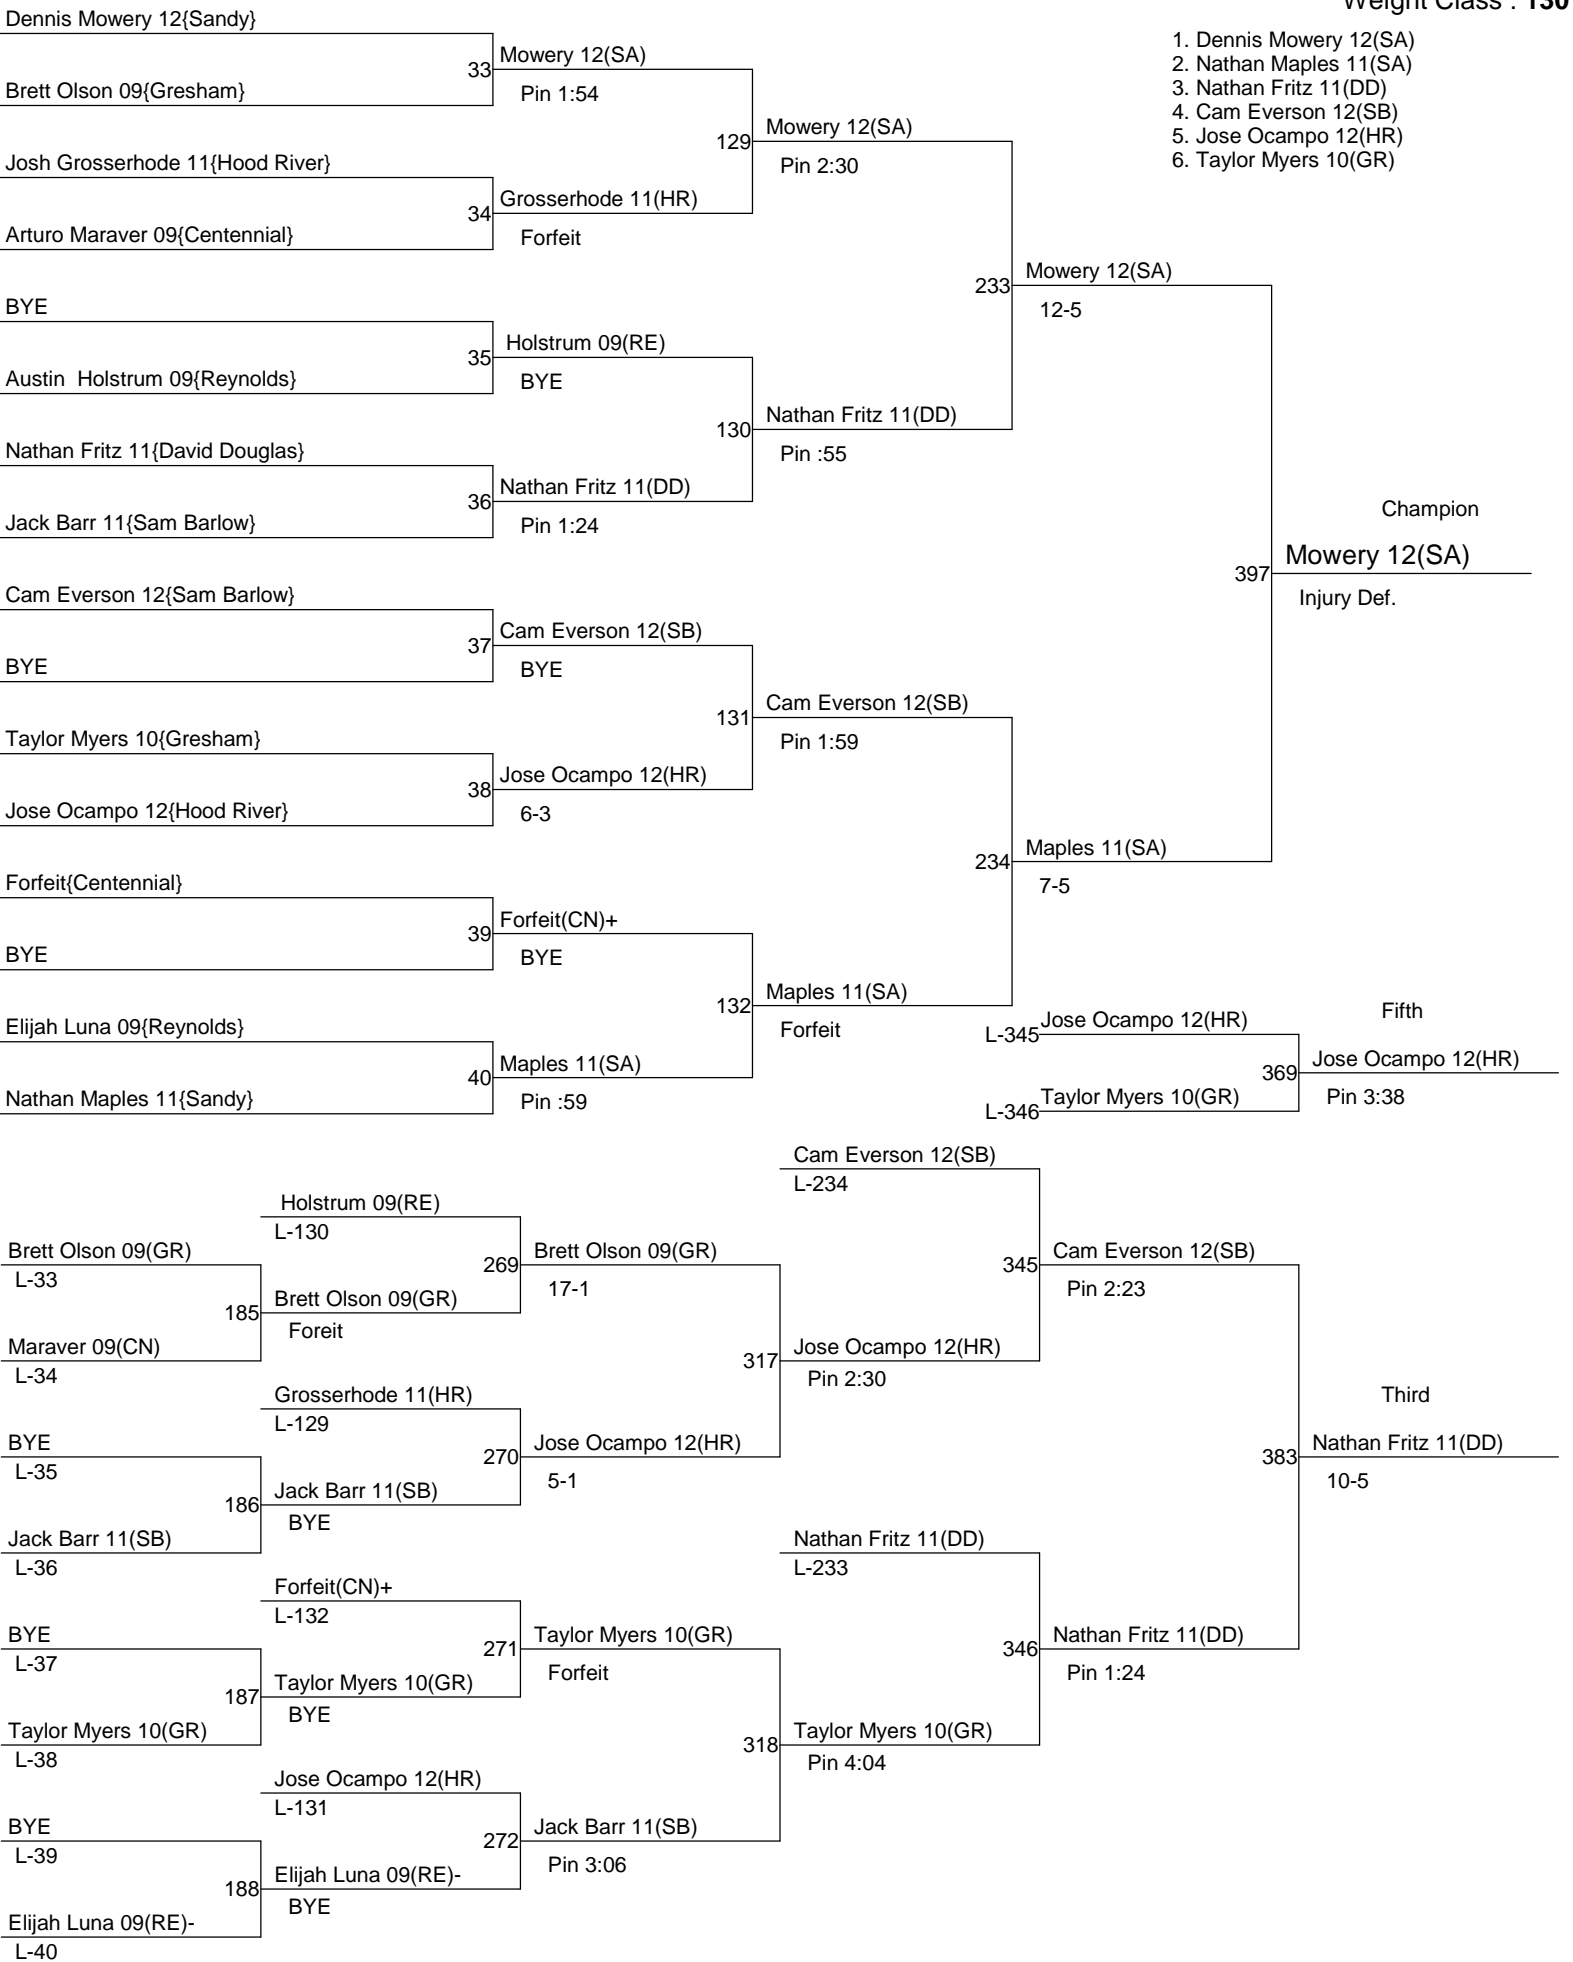 Weight Class : 130
1. Dennis Mowery 12(SA)
2. Nathan Maples 11(SA)
3. Nathan Fritz 11(DD)
4. Cam Everson 12(SB)
5. Jose Ocampo 12(HR)
6. Taylor Myers 10(GR)
Dennis Mowery 12{Sandy}
33 Mowery 12(SA)
Brett Olson 09{Gresham}
Pin 1:54
129 Mowery 12(SA)
Pin 2:30
Josh Grosserhode 11{Hood River}
34 Grosserhode 11(HR)
Arturo Maraver 09{Centennial}
Forfeit
233 Mowery 12(SA)
12-5
BYE
35 Holstrum 09(RE)
Austin  Holstrum 09{Reynolds}
BYE
130 Nathan Fritz 11(DD)
Pin :55
Nathan Fritz 11{David Douglas}
36 Nathan Fritz 11(DD)
Jack Barr 11{Sam Barlow}
Pin 1:24
Champion
397 Mowery 12(SA)
Injury Def.
Cam Everson 12{Sam Barlow}
37 Cam Everson 12(SB)
BYE
BYE
131 Cam Everson 12(SB)
Pin 1:59
Taylor Myers 10{Gresham}
38 Jose Ocampo 12(HR)
Jose Ocampo 12{Hood River}
6-3
234 Maples 11(SA)
7-5
Forfeit{Centennial}
39 Forfeit(CN)+
BYE
BYE
132 Maples 11(SA)
Forfeit
Elijah Luna 09{Reynolds}
40 Maples 11(SA)
Nathan Maples 11{Sandy}
Pin :59
Fifth
L-345 Jose Ocampo 12(HR)
369 Jose Ocampo 12(HR)
L-346 Taylor Myers 10(GR)
Pin 3:38
Cam Everson 12(SB)
L-234
Holstrum 09(RE)
L-130
Brett Olson 09(GR)
L-33
269 Brett Olson 09(GR)
17-1
345 Cam Everson 12(SB)
Pin 2:23
185 Brett Olson 09(GR)
Foreit
Maraver 09(CN)
L-34
317 Jose Ocampo 12(HR)
Pin 2:30
Grosserhode 11(HR)
L-129
Third
BYE
L-35
270 Jose Ocampo 12(HR)
5-1
383 Nathan Fritz 11(DD)
10-5
186 Jack Barr 11(SB)
BYE
Jack Barr 11(SB)
L-36
Nathan Fritz 11(DD)
L-233
Forfeit(CN)+
L-132
BYE
L-37
271 Taylor Myers 10(GR)
Forfeit
346 Nathan Fritz 11(DD)
Pin 1:24
187 Taylor Myers 10(GR)
BYE
Taylor Myers 10(GR)
L-38
318 Taylor Myers 10(GR)
Pin 4:04
Jose Ocampo 12(HR)
L-131
BYE
L-39
272 Jack Barr 11(SB)
Pin 3:06
188 Elijah Luna 09(RE)-
BYE
Elijah Luna 09(RE)-
L-40